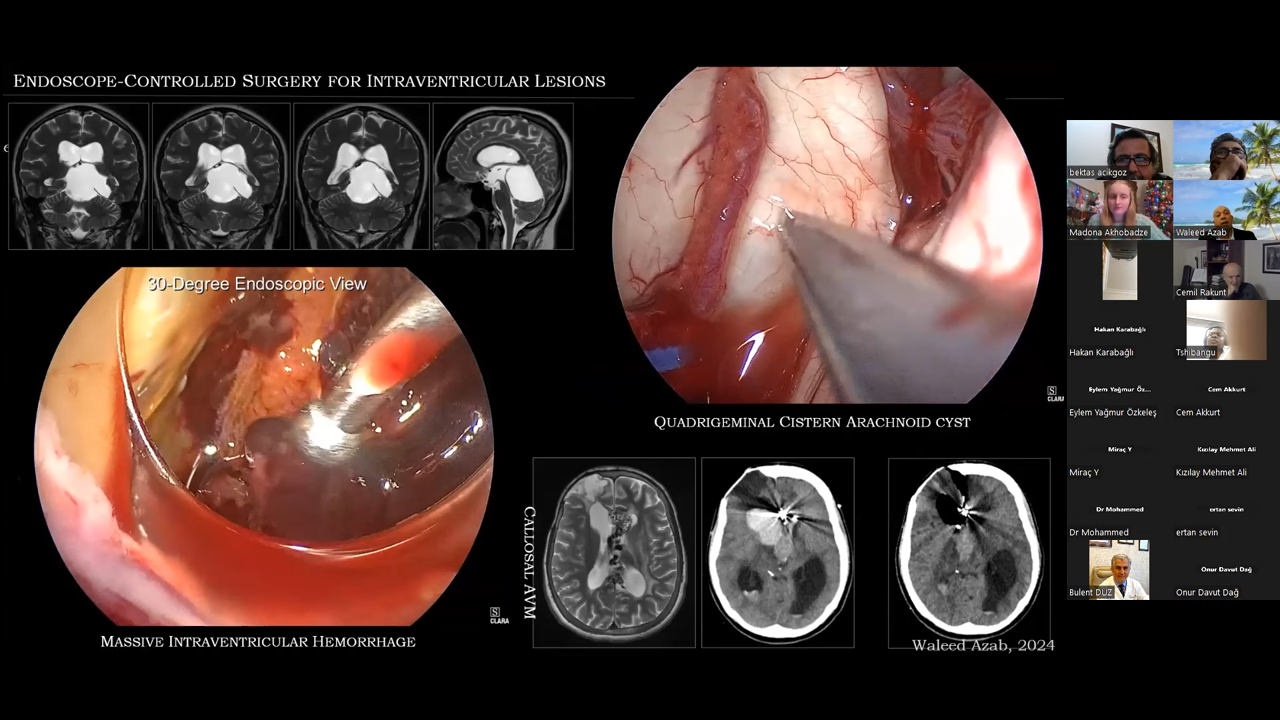 ENDOSCOPE-CONTROLLED SURGERY FOR INTRAVENTRICULAR LESIONS
30-Degree Endoscopic View
S
CLARA
QUADRIGEMINAL CISTERN ARACHNOID CYST
CALLOSAL AVM
S
CLARA
MASSIVE INTRAVENTRICULAR HEMORRHAGE
Waleed Azab, 2024
bektas acikgoz
Madona Akhobadze
Waleed Azab
Cemil Rakunt
Hakan Karabağlı
Hakan Karabağlı
Tshibangu
Eylem Yağmur Öz...
Cem Akkurt
Eylem Yağmur Özkeleş
Cem Akkurt
Miraç Y
Kızılay Mehmet Ali
Miraç Y
Kızılay Mehmet Ali
Dr Mohammed
ertan sevin
Dr Mohammed
ertan sevin
Onur Davut Dağ
Bulent DUZ
Onur Davut Dağ